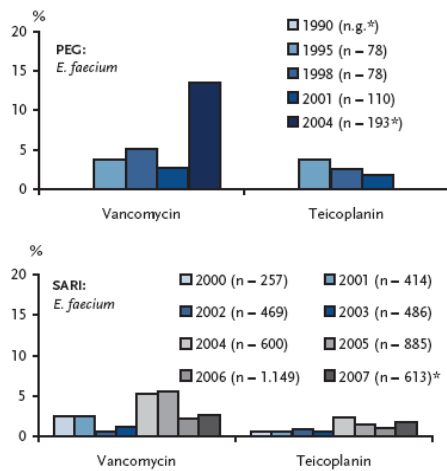 %
20
15
10
5
0
PEG:
E. faecium
1990 (n.g.*)
1995 (n – 78)
1998 (n – 78)
2001 (n – 110)
2004 (n – 193*)
Vancomycin Teicoplanin
%
20
15
10
5
0
SARI:
E. faecium
2000 (n – 257) 2001 (n – 414)
2002 (n – 469) 2003 (n – 486)
2004 (n – 600) 2005 (n – 885)
2006 (n – 1.149) 2007 (n – 613)*
Vancomycin Teicoplanin